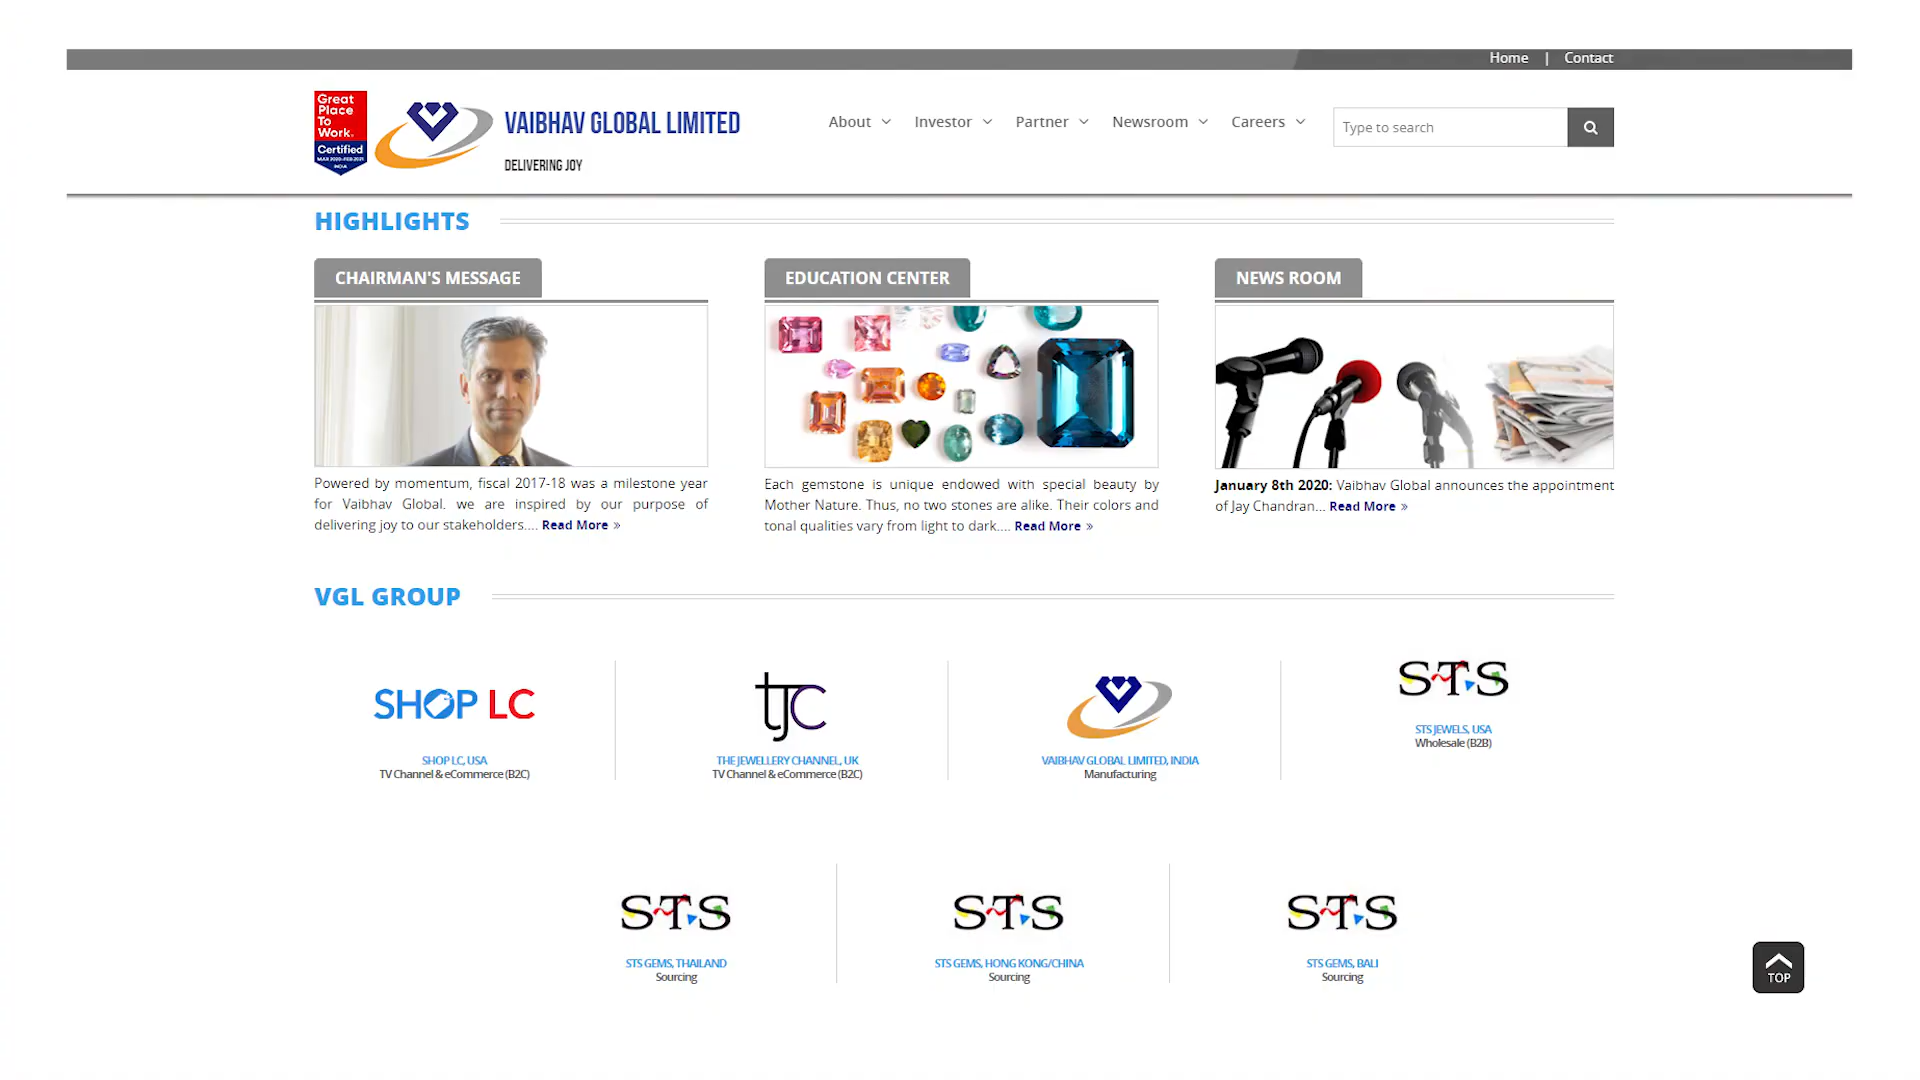 Home | Contact
Great
Place
To
Work.
Certified
MAR 2020-FEB 2021
INDIA
VAIBHAV GLOBAL LIMITED
DELIVERING JOY
About Investor Partner Newsroom Careers
Type to search
HIGHLIGHTS
CHAIRMAN'S MESSAGE
Powered by momentum, fiscal 2017-18 was a milestone year
for Vaibhav Global. we are inspired by our purpose of
delivering joy to our stakeholders.... Read More »
EDUCATION CENTER
Each gemstone is unique endowed with special beauty by
Mother Nature. Thus, no two stones are alike. Their colors and
tonal qualities vary from light to dark.... Read More »
NEWS ROOM
January 8th 2020: Vaibhav Global announces the appointment
of Jay Chandran... Read More »
VGL GROUP
SHOP LC
SHOP LC, USA
TV Channel & eCommerce (B2C)
tjc
THE JEWELLERY CHANNEL, UK
TV Channel & eCommerce (B2C)
VAIBHAV GLOBAL LIMITED, INDIA
Manufacturing
STS
STS JEWELS, USA
Wholesale (B2B)
STS
STS GEMS, THAILAND
Sourcing
STS
STS GEMS, HONG KONG/CHINA
Sourcing
STS
STS GEMS, BALI
Sourcing
TOP